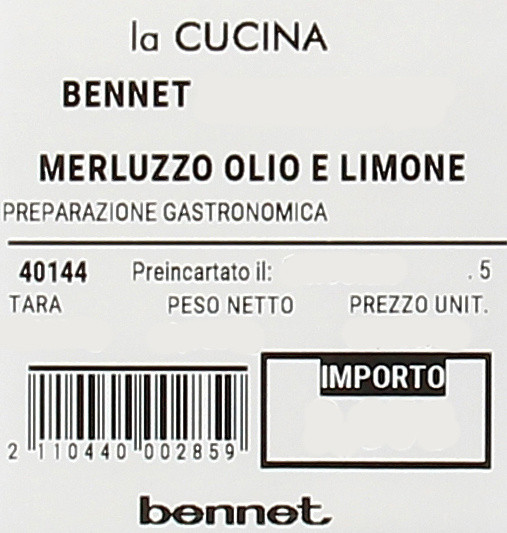 la CUCINA
BENNET
MERLUZZO OLIO E LIMONE
PREPARAZIONE GASTRONOMICA
40144 Preincartato il: . 5
TARA PESO NETTO PREZZO UNIT.
IMPORTO
2 110440 002859
bennet